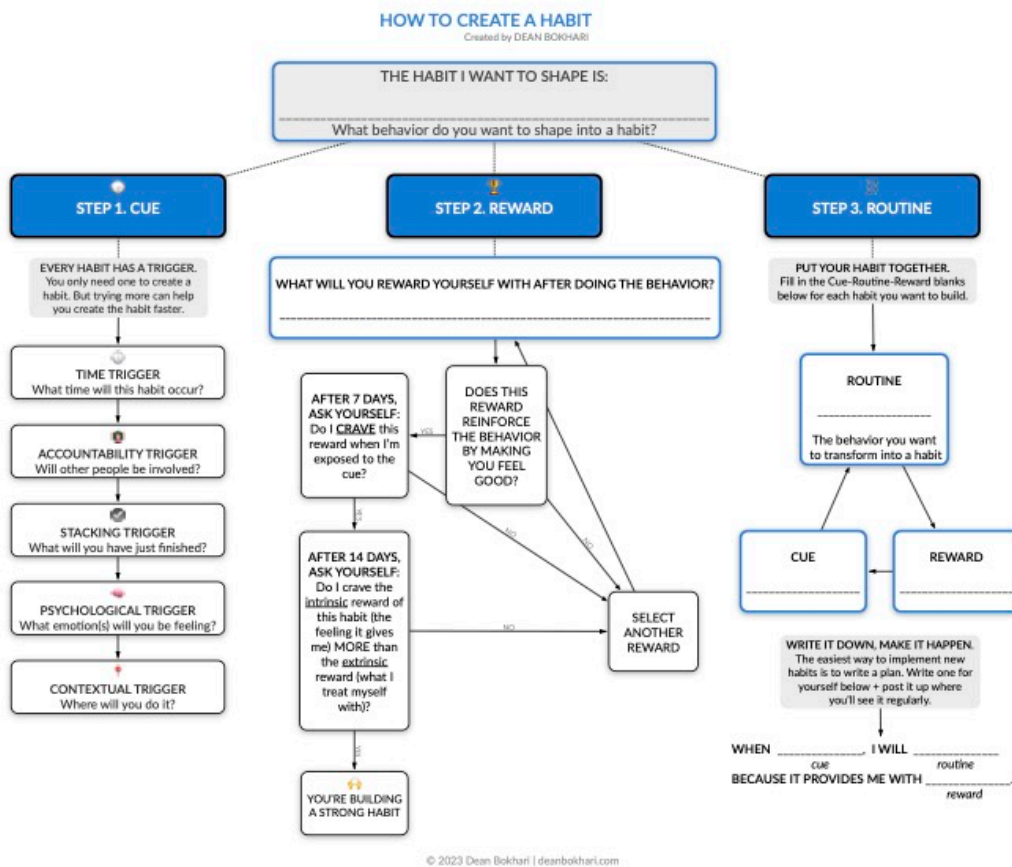 HOW TO CREATE A HABIT
Created by DEAN BOKHARI
THE HABIT I WANT TO SHAPE IS:
What behavior do you want to shape into a habit?
STEP 1. CUE
EVERY HABIT HAS A TRIGGER.
You only need one to create a
habit. But trying more can help
you create the habit faster.
TIME TRIGGER
What time will this habit occur?
ACCOUNTABILITY TRIGGER
Will other people be involved?
STACKING TRIGGER
What will you have just finished?
PSYCHOLOGICAL TRIGGER
What emotion(s) will you be feeling?
CONTEXTUAL TRIGGER
Where will you do it?
STEP 2. REWARD
WHAT WILL YOU REWARD YOURSELF WITH AFTER DOING THE BEHAVIOR?
DOES THIS
REWARD
REINFORCE
THE BEHAVIOR
BY MAKING
YOU FEEL
GOOD?
YES
NO
AFTER 7 DAYS,
ASK YOURSELF:
Do I CRAVE this
reward when I'm
exposed to the
cue?
YES
NO
AFTER 14 DAYS,
ASK YOURSELF:
Do I crave the
intrinsic reward of
this habit (the
feeling it gives
me) MORE than
the extrinsic
reward (what I
treat myself
with)?
NO
YES
SELECT
ANOTHER
REWARD
YOU'RE BUILDING
A STRONG HABIT
STEP 3. ROUTINE
PUT YOUR HABIT TOGETHER.
Fill in the Cue-Routine-Reward blanks
below for each habit you want to build.
ROUTINE
The behavior you want
to transform into a habit
CUE
REWARD
WRITE IT DOWN, MAKE IT HAPPEN.
The easiest way to implement new
habits is to write a plan. Write one for
yourself below + post it up where
you'll see it regularly.
WHEN ____________, I WILL ____________
cue routine
BECAUSE IT PROVIDES ME WITH ____________.
reward
© 2023 Dean Bokhari | deanbokhari.com